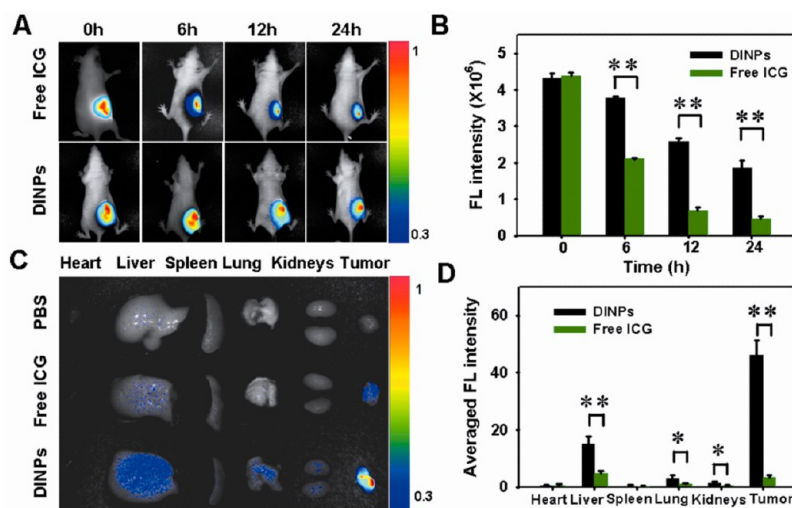 A
0h
6h
12h
24h
Free ICG
DINPs
1
0.3
B
FL intensity (X10⁶)
5
4
3
2
1
0
DINPs
Free ICG
**
**
**
0
6
12
24
Time (h)
C
Heart
Liver
Spleen
Lung
Kidneys
Tumor
PBS
Free ICG
DINPs
1
0.3
D
Averaged FL intensity
60
40
20
0
DINPs
Free ICG
**
*
*
**
Heart
Liver
Spleen
Lung
Kidneys
Tumor